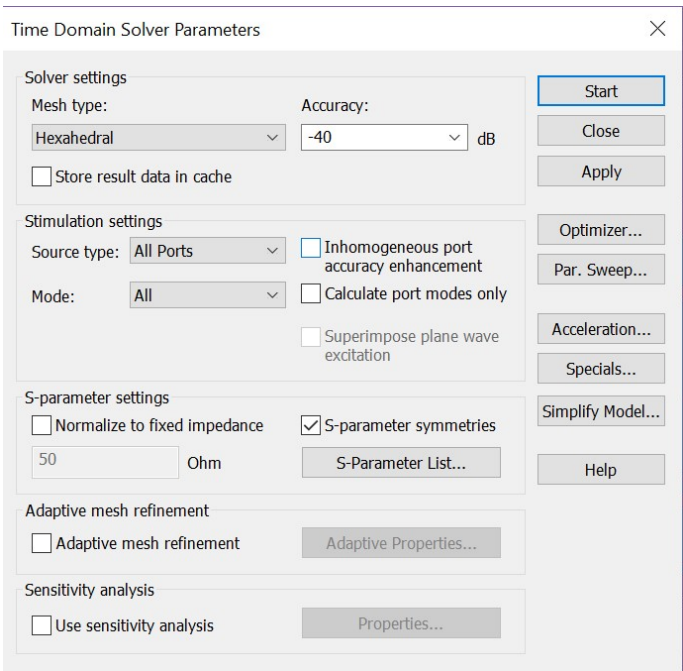 Time Domain Solver Parameters
Solver settings
Mesh type:
Accuracy:
Hexahedral
-40
dB
Store result data in cache
Stimulation settings
Source type:
All Ports
Inhomogeneous port
accuracy enhancement
Mode:
All
Calculate port modes only
Superimpose plane wave
excitation
S-parameter settings
Normalize to fixed impedance
S-parameter symmetries
50
Ohm
S-Parameter List...
Adaptive mesh refinement
Adaptive mesh refinement
Adaptive Properties...
Sensitivity analysis
Use sensitivity analysis
Properties...
Start
Close
Apply
Optimizer...
Par. Sweep...
Acceleration...
Specials...
Simplify Model...
Help